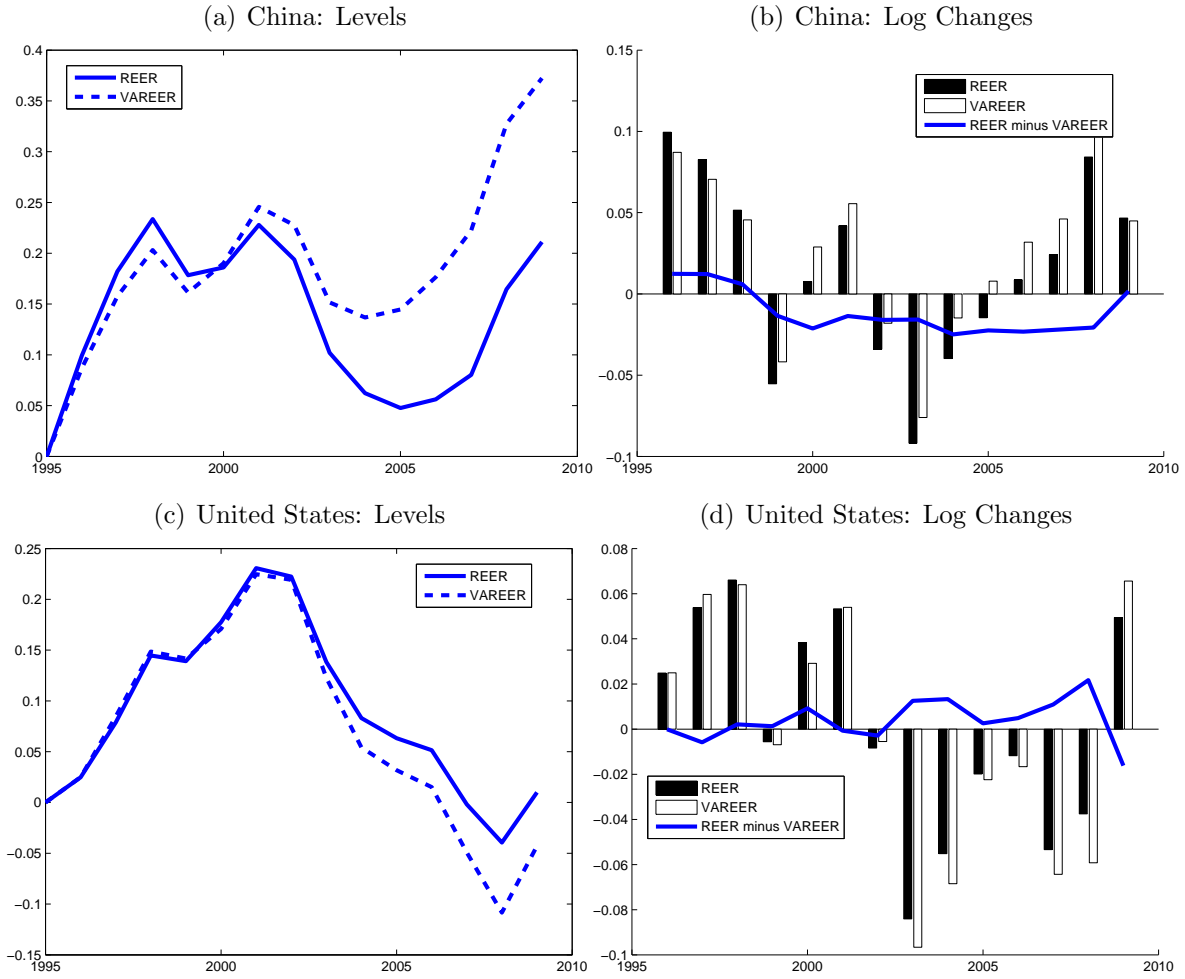 (a) China: Levels
0.4
0.35
0.3
0.25
0.2
0.15
0.1
0.05
0
1995 2000 2005 2010
REER
VAREER
(b) China: Log Changes
0.15
0.1
0.05
0
−0.05
−0.1
1995 2000 2005 2010
REER
VAREER
REER minus VAREER
(c) United States: Levels
0.25
0.2
0.15
0.1
0.05
0
−0.05
−0.1
−0.15
1995 2000 2005 2010
REER
VAREER
(d) United States: Log Changes
0.08
0.06
0.04
0.02
0
−0.02
−0.04
−0.06
−0.08
−0.1
1995 2000 2005 2010
REER
VAREER
REER minus VAREER